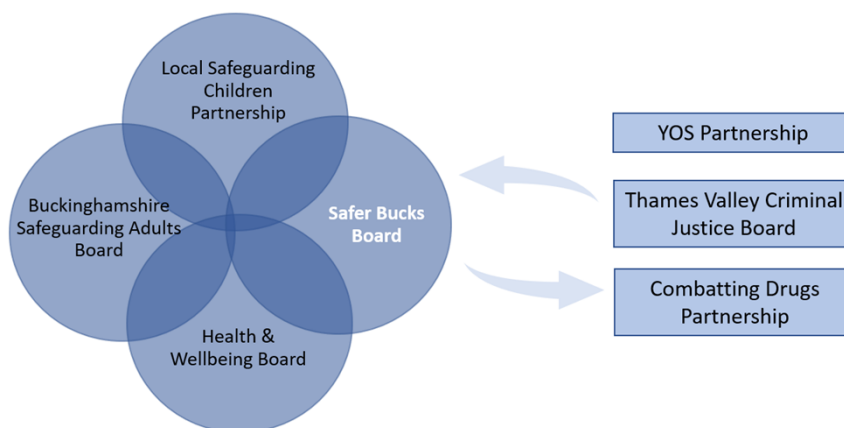 Local Safeguarding
Children
Partnership
Buckinghamshire
Safeguarding Adults
Board
Safer Bucks
Board
Health &
Wellbeing Board
YOS Partnership
Thames Valley Criminal
Justice Board
Combatting Drugs
Partnership